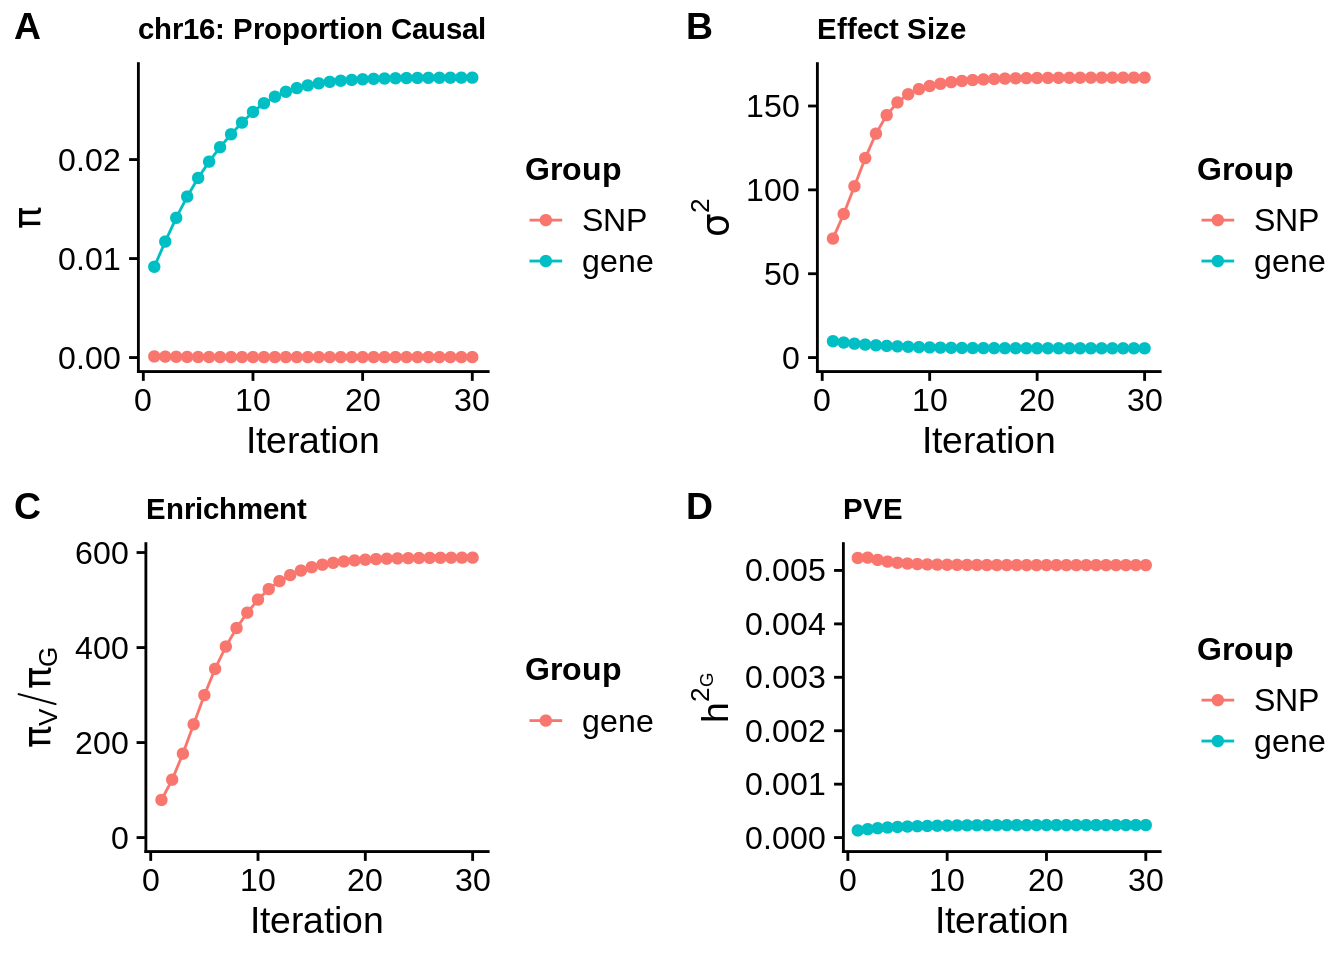 A
chr16: Proportion Causal
π
0.02
0.01
0.00
0 10 20 30
Iteration
Group
SNP
gene
B
Effect Size
σ²
150
100
50
0
0 10 20 30
Iteration
Group
SNP
gene
C
Enrichment
πV/πG
600
400
200
0
0 10 20 30
Iteration
Group
gene
D
PVE
h²G
0.005
0.004
0.003
0.002
0.001
0.000
0 10 20 30
Iteration
Group
SNP
gene